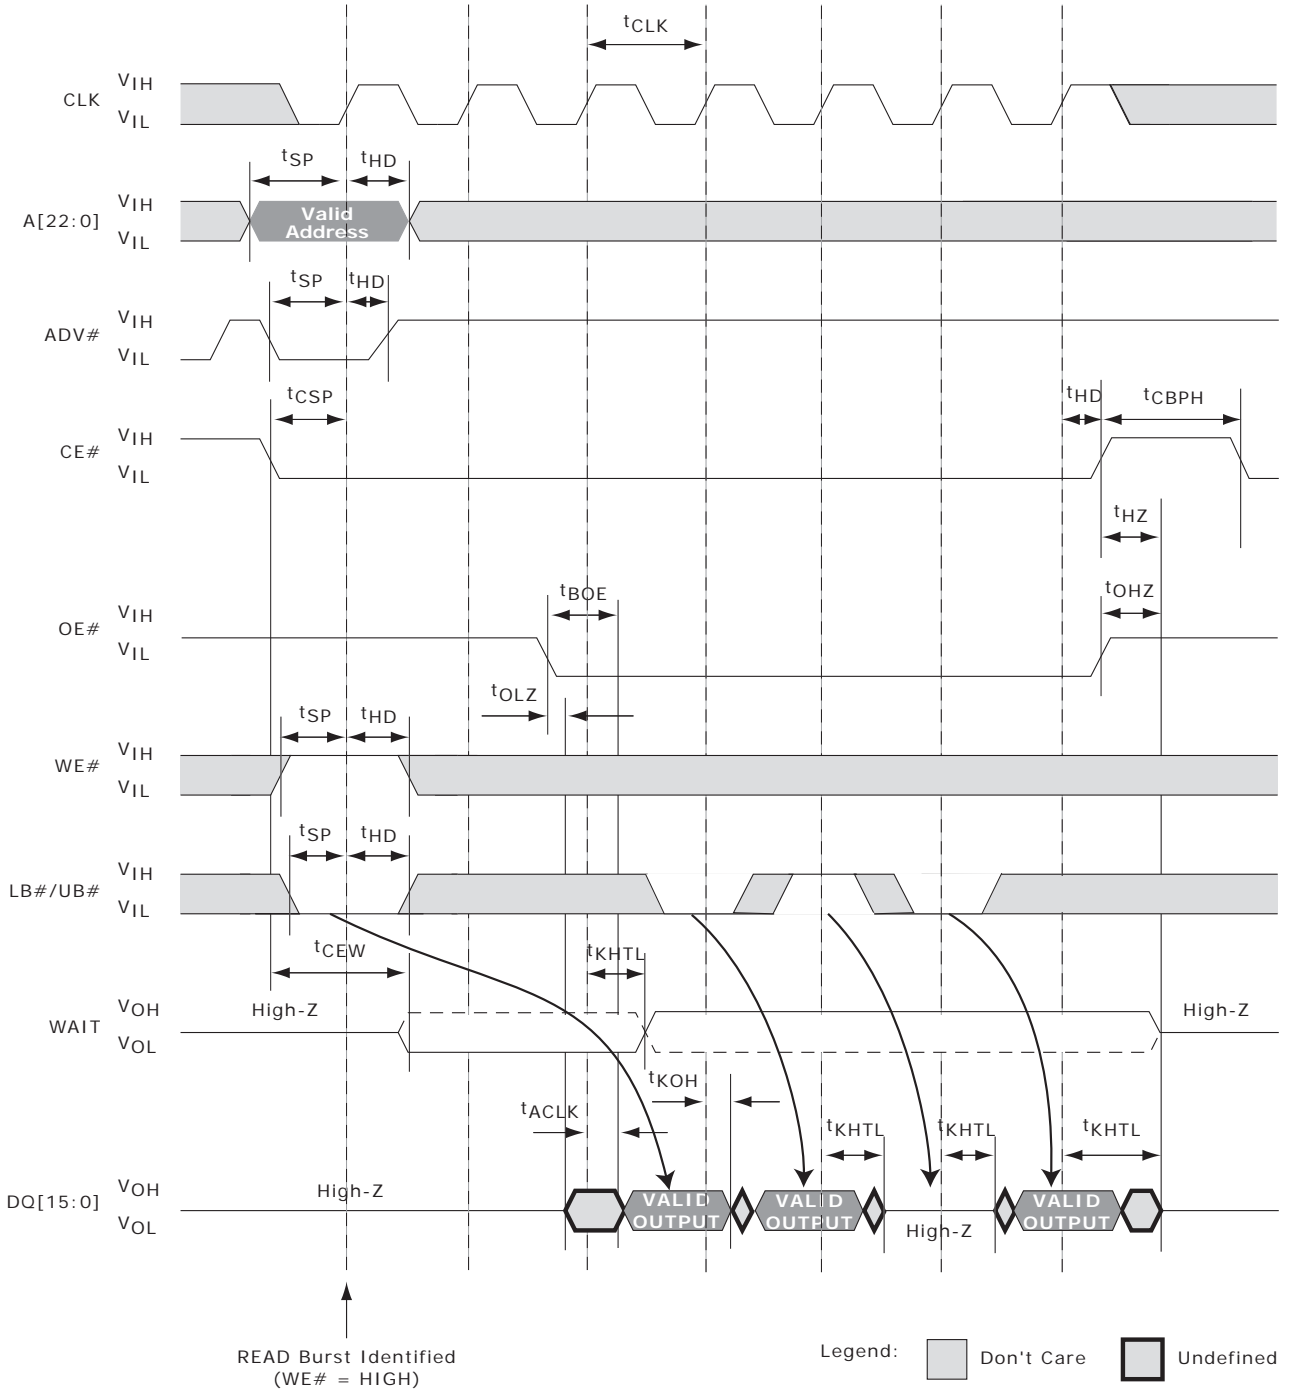 tCLK
VIH
CLK
VIL
tSP tHD
VIH
A[22:0]
VIL
Valid
Address
tSP tHD
VIH
ADV#
VIL
tCSP tHD tCBPH
VIH
CE#
VIL
tHZ
tBOE tOHZ
VIH
OE#
VIL
tOLZ
tSP tHD
VIH
WE#
VIL
tSP tHD
VIH
LB#/UB#
VIL
tCEW tKHTL
VOH High-Z High-Z
WAIT
VOL
tKOH
tACLK tKHTL tKHTL tKHTL
VOH High-Z
DQ[15:0]
VOL
VALID
OUTPUT
VALID
OUTPUT
High-Z
VALID
OUTPUT
READ Burst Identified
(WE# = HIGH)
Legend: Don't Care Undefined